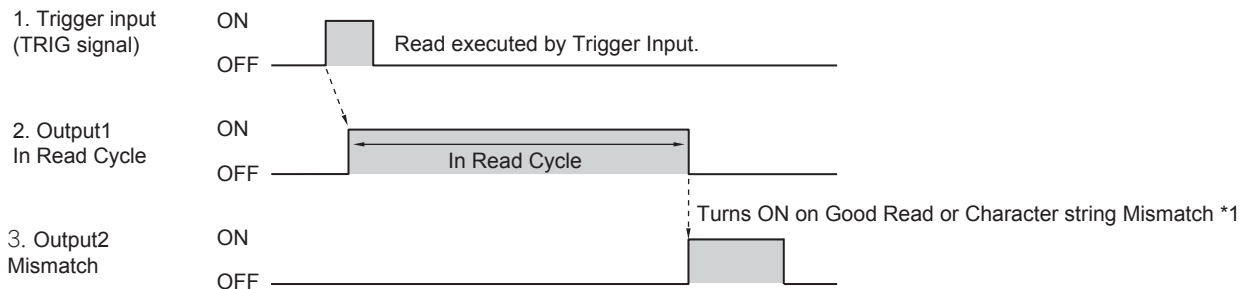 1. Trigger input
(TRIG signal)
ON
OFF
Read executed by Trigger Input.
2. Output1
In Read Cycle
ON
OFF
In Read Cycle
Turns ON on Good Read or Character string Mismatch *1
3. Output2
Mismatch
ON
OFF